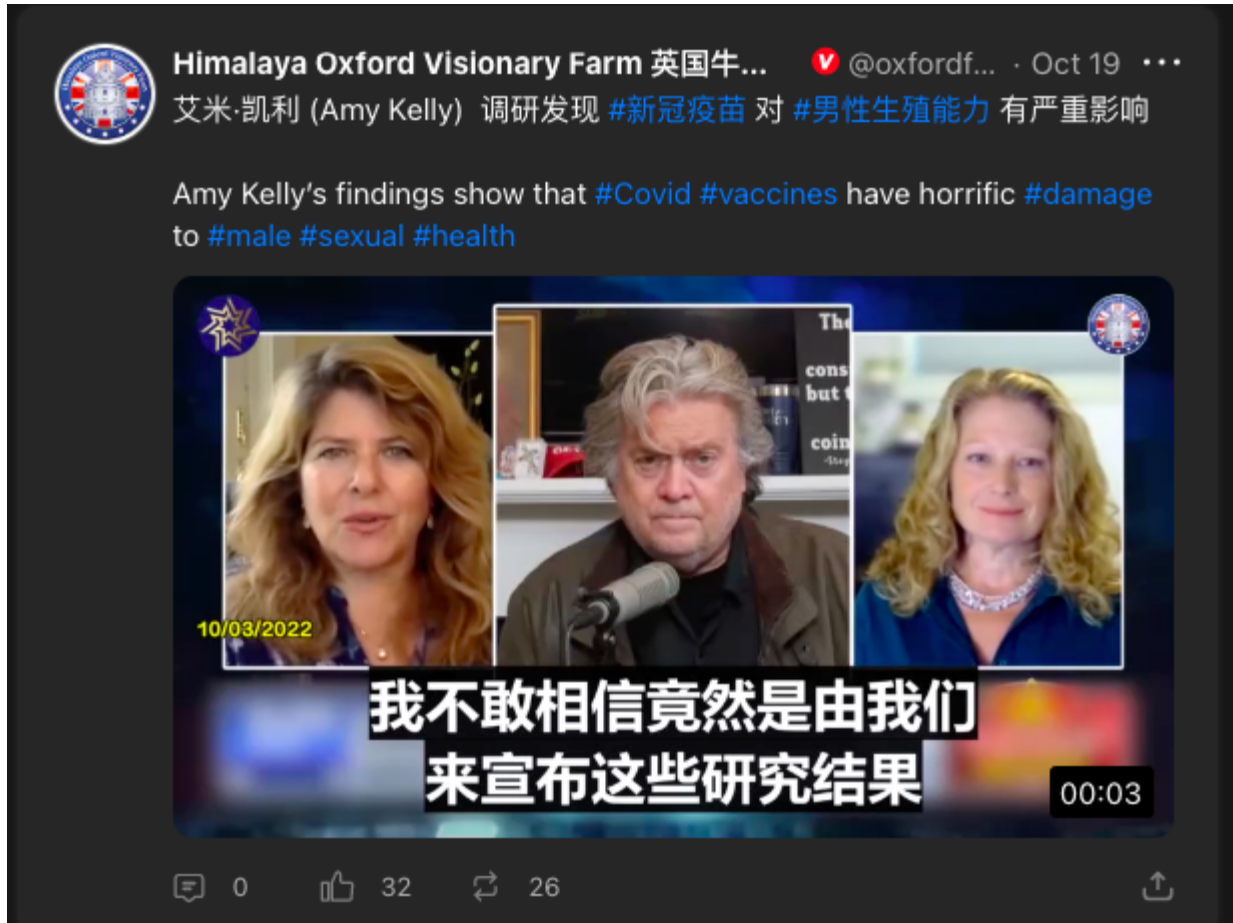 Himalaya Oxford Visionary Farm 英国牛... @oxfordf... · Oct 19
艾米·凯利 (Amy Kelly) 调研发现 #新冠疫苗 对 #男性生殖能力 有严重影响
Amy Kelly’s findings show that #Covid #vaccines have horrific #damage
to #male #sexual #health
The
cons
but t
coin
10/03/2022
我不敢相信竟然是由我们
来宣布这些研究结果
00:03
0 32 26